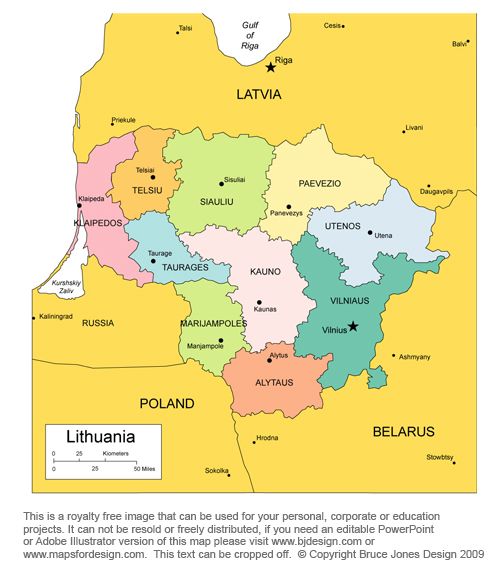 Gulf
of
Riga
Talsi
Cesis
Balvi
Riga
LATVIA
Priekule
Livani
Telsiai
TELSIU
Sisuliai
SIAULIU
PAEVEZIO
Daugavpils
Klaipeda
KLAIPEDOS
Panevezys
UTENOS
Utena
Taurage
TAURAGES
KAUNO
Kurshskiy
Zaliv
Kaunas
VILNIAUS
Vilnius
Kaliningrad
RUSSIA
MARIJAMPOLES
Manjampole
Alytus
ALYTAUS
Ashmyany
POLAND
BELARUS
Hrodna
Stowbtsy
Sokolka
Lithuania
0 25 Kiometers
0 25 50 Miles
This is a royalty free image that can be used for your personal, corporate or education
projects. It can not be resold or freely distributed, if you need an editable PowerPoint
or Adobe Illustrator version of this map please visit www.bjdesign.com or
www.mapsfordesign.com. This text can be cropped off. © Copyright Bruce Jones Design 2009